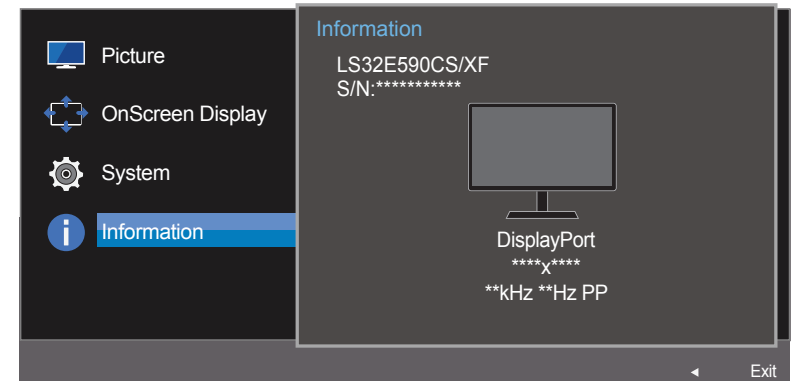 Picture
OnScreen Display
System
Information
Information
LS32E590CS/XF
S/N:***********
DisplayPort
****x****
**kHz **Hz PP
Exit